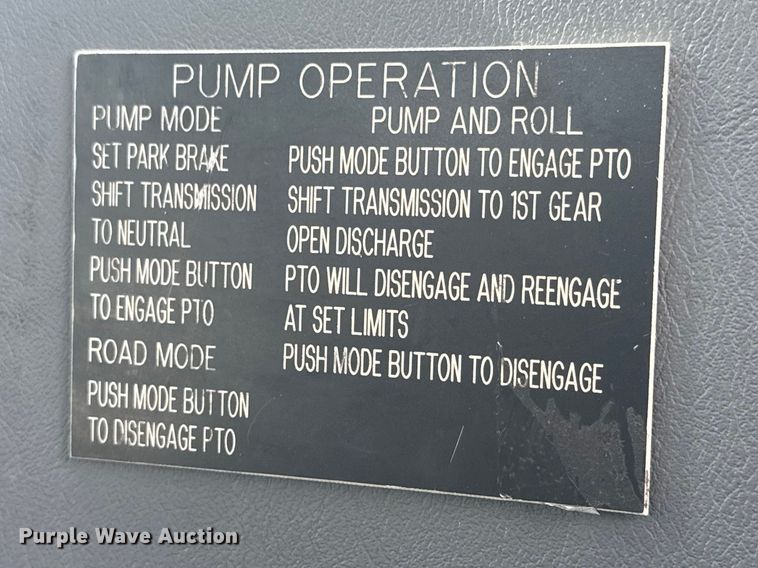 PUMP OPERATION
PUMP MODE
SET PARK BRAKE
SHIFT TRANSMISSION
TO NEUTRAL
PUSH MODE BUTTON
TO ENGAGE PTO
ROAD MODE
PUSH MODE BUTTON
TO DISENGAGE PTO
PUMP AND ROLL
PUSH MODE BUTTON TO ENGAGE PTO
SHIFT TRANSMISSION TO 1ST GEAR
OPEN DISCHARGE
PTO WILL DISENGAGE AND REENGAGE
AT SET LIMITS
PUSH MODE BUTTON TO DISENGAGE
Purple Wave Auction